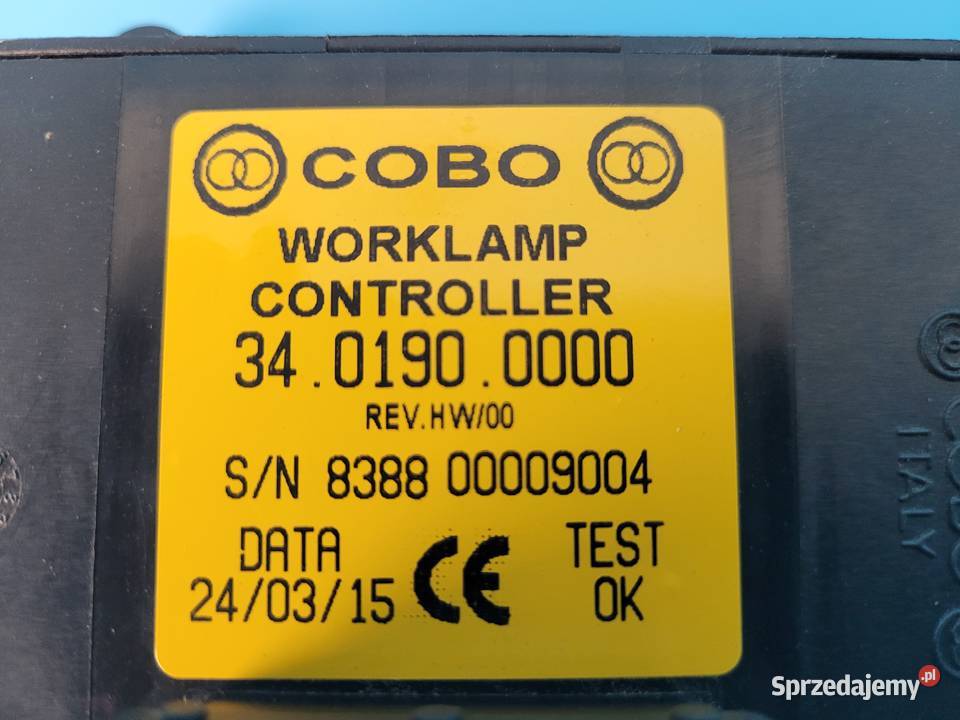 COBO
WORKLAMP
CONTROLLER
34.0190.0000
REV.HW/00
S/N 8388 00009004
DATA
24/03/15
CE
TEST
OK
ITALY
Sprzedajemy.pl